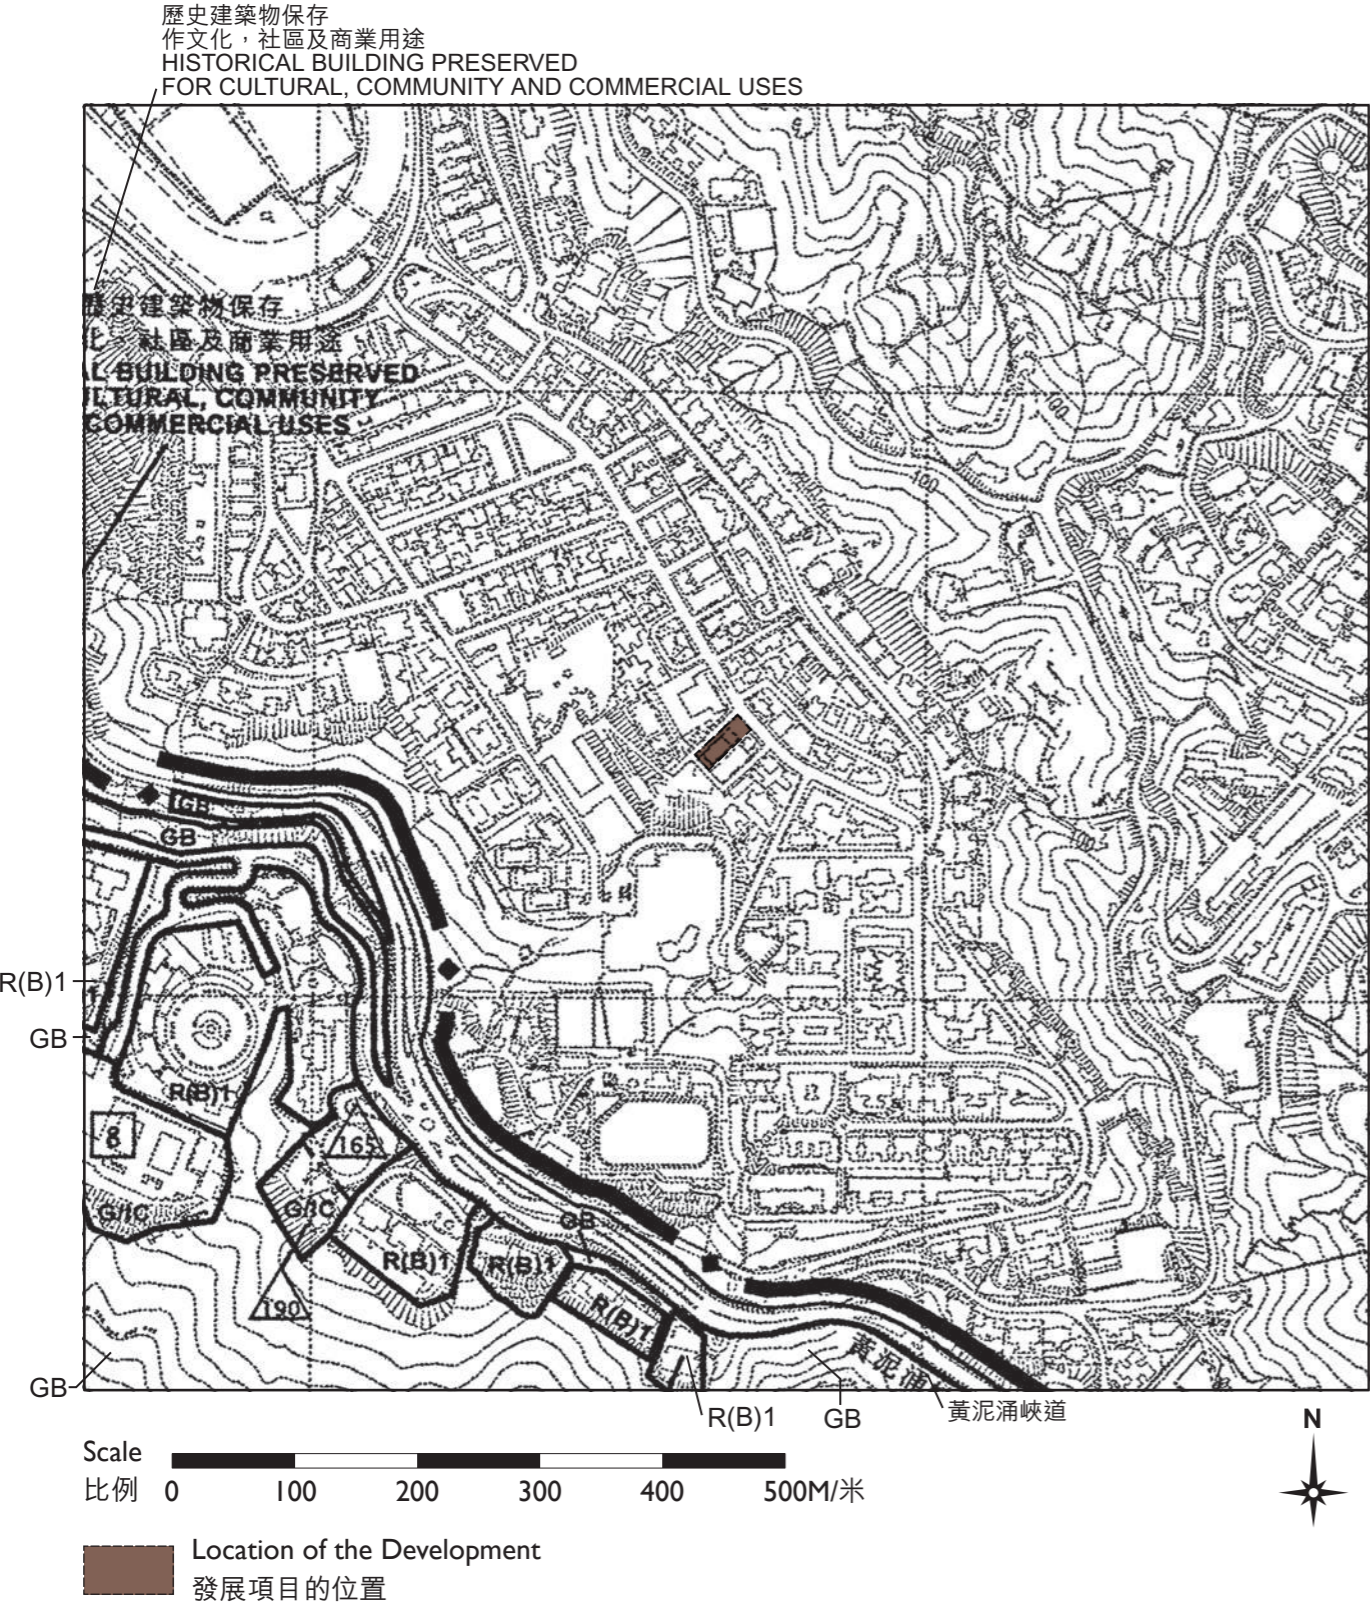 歷史建築物保存
作文化，社區及商業用途
HISTORICAL BUILDING PRESERVED
FOR CULTURAL, COMMUNITY AND COMMERCIAL USES
歷史建築物保存
化，社區及商業用途
AL BUILDING PRESERVED
ULTURAL, COMMUNITY
COMMERCIAL USES
100
100
GB
GB
R(B)1
GB
R(B)1
8
165
G/IC
G/IC
GB
R(B)1
R(B)1
190
R(B)1
GB
黃泥涌
R(B)1
GB
黃泥涌峽道
N
Scale
比例
0 100 200 300 400 500M/米
Location of the Development
發展項目的位置